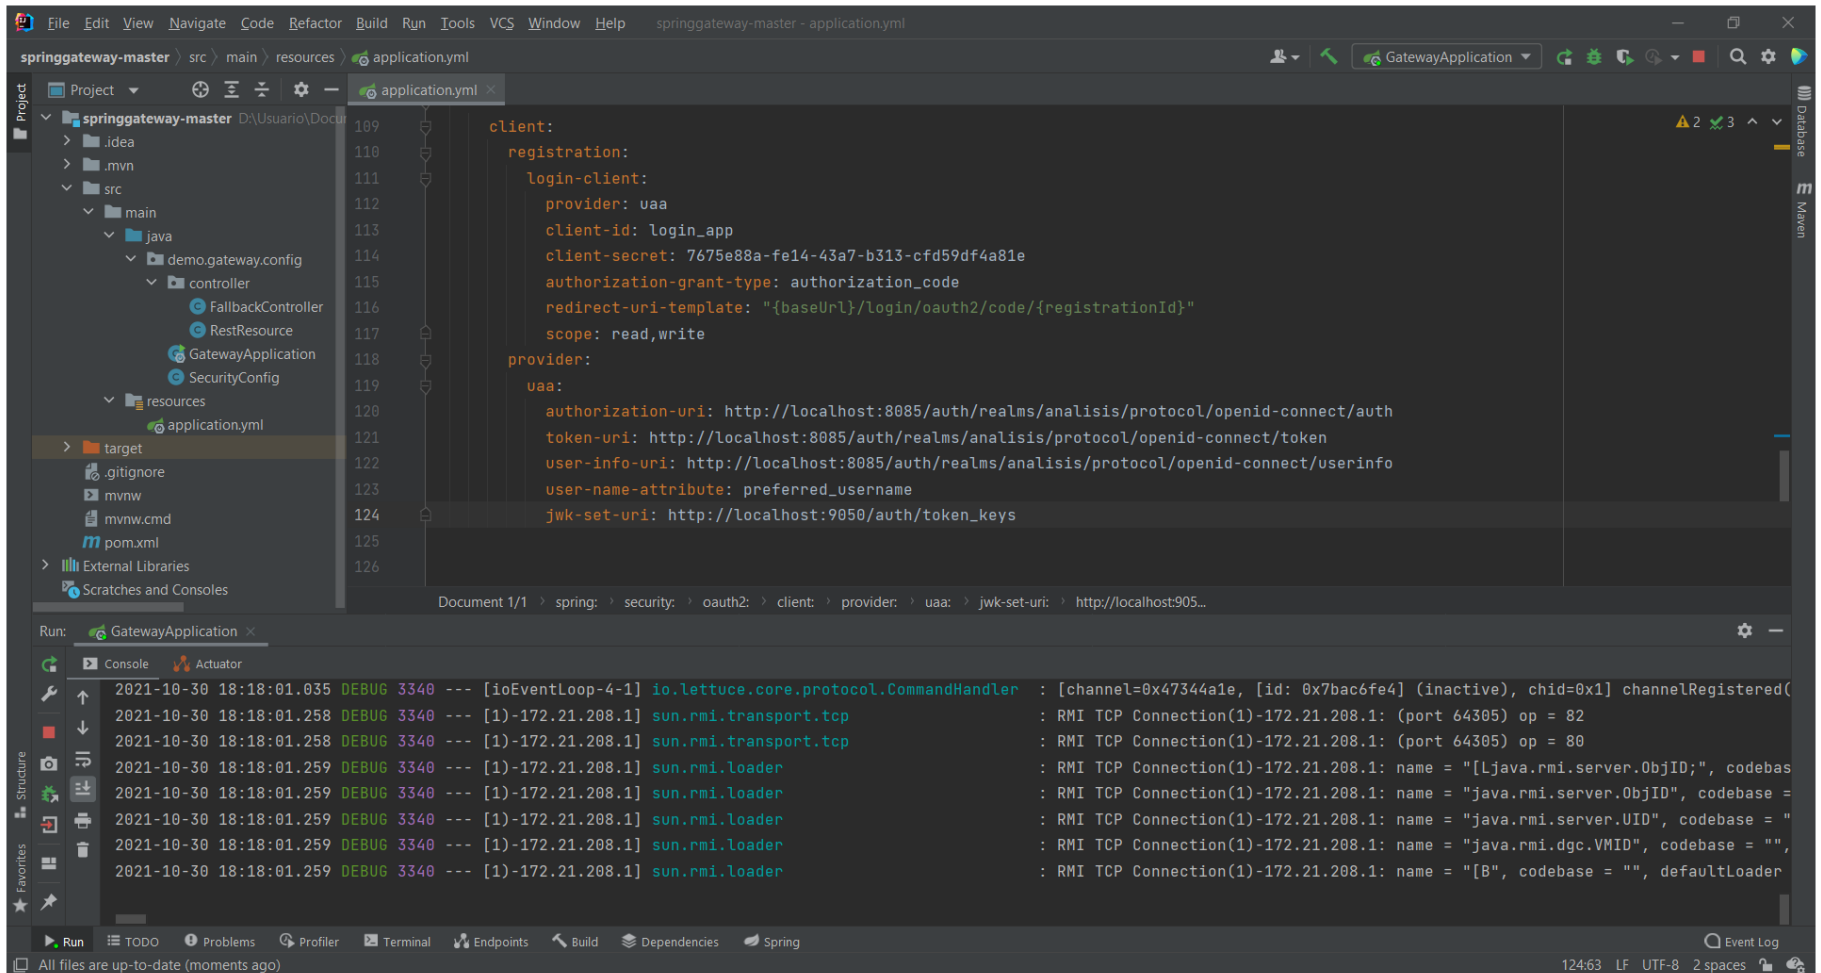 File Edit View Navigate Code Refactor Build Run Tools VCS Window Help springgateway-master - application.yml
springgateway-master src main resources application.yml
GatewayApplication
Project
Project
application.yml
springgateway-master D:\Usuario\Docur
.idea
.mvn
src
main
java
demo.gateway.config
controller
FallbackController
RestResource
GatewayApplication
SecurityConfig
resources
application.yml
target
.gitignore
mvnw
mvnw.cmd
pom.xml
External Libraries
Scratches and Consoles
2 3
109 client:
110 registration:
111 login-client:
112 provider: uaa
113 client-id: login_app
114 client-secret: 7675e88a-fe14-43a7-b313-cfd59df4a81e
115 authorization-grant-type: authorization_code
116 redirect-uri-template: "{baseUrl}/login/oauth2/code/{registrationId}"
117 scope: read,write
118 provider:
119 uaa:
120 authorization-uri: http://localhost:8085/auth/realms/analisis/protocol/openid-connect/auth
121 token-uri: http://localhost:8085/auth/realms/analisis/protocol/openid-connect/token
122 user-info-uri: http://localhost:8085/auth/realms/analisis/protocol/openid-connect/userinfo
123 user-name-attribute: preferred_username
124 jwk-set-uri: http://localhost:9050/auth/token_keys
125
126
Database
Maven
Document 1/1 spring: security: oauth2: client: provider: uaa: jwk-set-uri: http://localhost:905...
Run: GatewayApplication
Console Actuator
2021-10-30 18:18:01.035 DEBUG 3340 --- [ioEventLoop-4-1] io.lettuce.core.protocol.CommandHandler : [channel=0x47344a1e, [id: 0x7bac6fe4] (inactive), chid=0x1] channelRegistered(
2021-10-30 18:18:01.258 DEBUG 3340 --- [1)-172.21.208.1] sun.rmi.transport.tcp : RMI TCP Connection(1)-172.21.208.1: (port 64305) op = 82
2021-10-30 18:18:01.258 DEBUG 3340 --- [1)-172.21.208.1] sun.rmi.transport.tcp : RMI TCP Connection(1)-172.21.208.1: (port 64305) op = 80
2021-10-30 18:18:01.259 DEBUG 3340 --- [1)-172.21.208.1] sun.rmi.loader : RMI TCP Connection(1)-172.21.208.1: name = "[Ljava.rmi.server.ObjID;", codebas
2021-10-30 18:18:01.259 DEBUG 3340 --- [1)-172.21.208.1] sun.rmi.loader : RMI TCP Connection(1)-172.21.208.1: name = "java.rmi.server.ObjID", codebase =
2021-10-30 18:18:01.259 DEBUG 3340 --- [1)-172.21.208.1] sun.rmi.loader : RMI TCP Connection(1)-172.21.208.1: name = "java.rmi.server.UID", codebase = "
2021-10-30 18:18:01.259 DEBUG 3340 --- [1)-172.21.208.1] sun.rmi.loader : RMI TCP Connection(1)-172.21.208.1: name = "java.rmi.dgc.VMID", codebase = "",
2021-10-30 18:18:01.259 DEBUG 3340 --- [1)-172.21.208.1] sun.rmi.loader : RMI TCP Connection(1)-172.21.208.1: name = "[B", codebase = "", defaultLoader
Structure
Favorites
Run TODO Problems Profiler Terminal Endpoints Build Dependencies Spring Event Log
All files are up-to-date (moments ago) 124:63 LF UTF-8 2 spaces